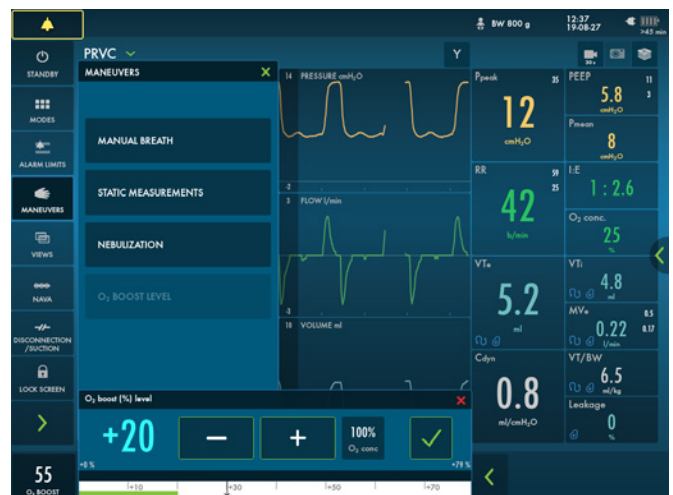 BW 800 g
12:37
19-08-27
>45 min
PRVC
Y
30 s
STANDBY
MODES
ALARM LIMITS
MANEUVERS
VIEWS
NAVA
DISCONNECTION
/SUCTION
LOCK SCREEN
55
O₂ BOOST
MANEUVERS
X
MANUAL BREATH
STATIC MEASUREMENTS
NEBULIZATION
O₂ BOOST LEVEL
14 PRESSURE cmH₂O
-2
3 FLOW l/min
-3
10 VOLUME ml
Ppeak 35
12
cmH₂O
PEEP 11
5.8 3
cmH₂O
Pmean
8
cmH₂O
RR 59
25
42
b/min
I:E
1 : 2.6
O₂ conc.
25
%
VTe
5.2
ml
VTi
4.8
ml
MVe 0.5
0.22 0.17
l/min
Cdyn
0.8
ml/cmH₂O
VT/BW
6.5
ml/kg
Leakage
0
%
O₂ boost (%) level
+20
−
+
100%
O₂ conc
+0 %
+79 %
+10
+30
+50
+70